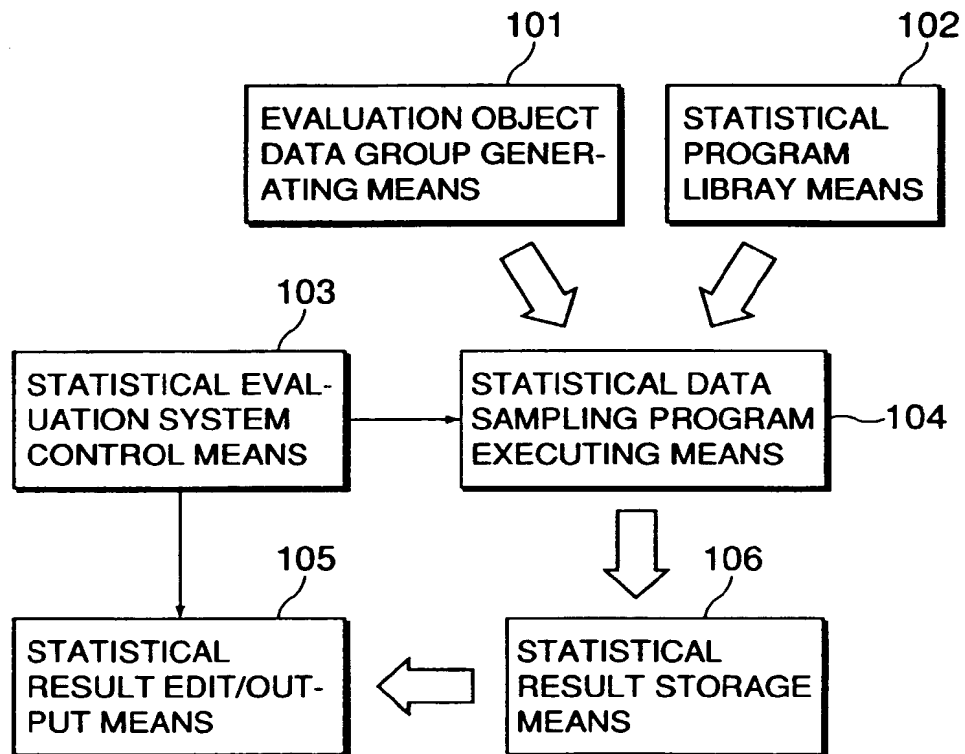 101
102
EVALUATION OBJECT
DATA GROUP GENER-
ATING MEANS
STATISTICAL
PROGRAM
LIBRAY MEANS
103
STATISTICAL EVAL-
UATION SYSTEM
CONTROL MEANS
STATISTICAL DATA
SAMPLING PROGRAM
EXECUTING MEANS
104
105
106
STATISTICAL
RESULT EDIT/OUT-
PUT MEANS
STATISTICAL
RESULT STORAGE
MEANS